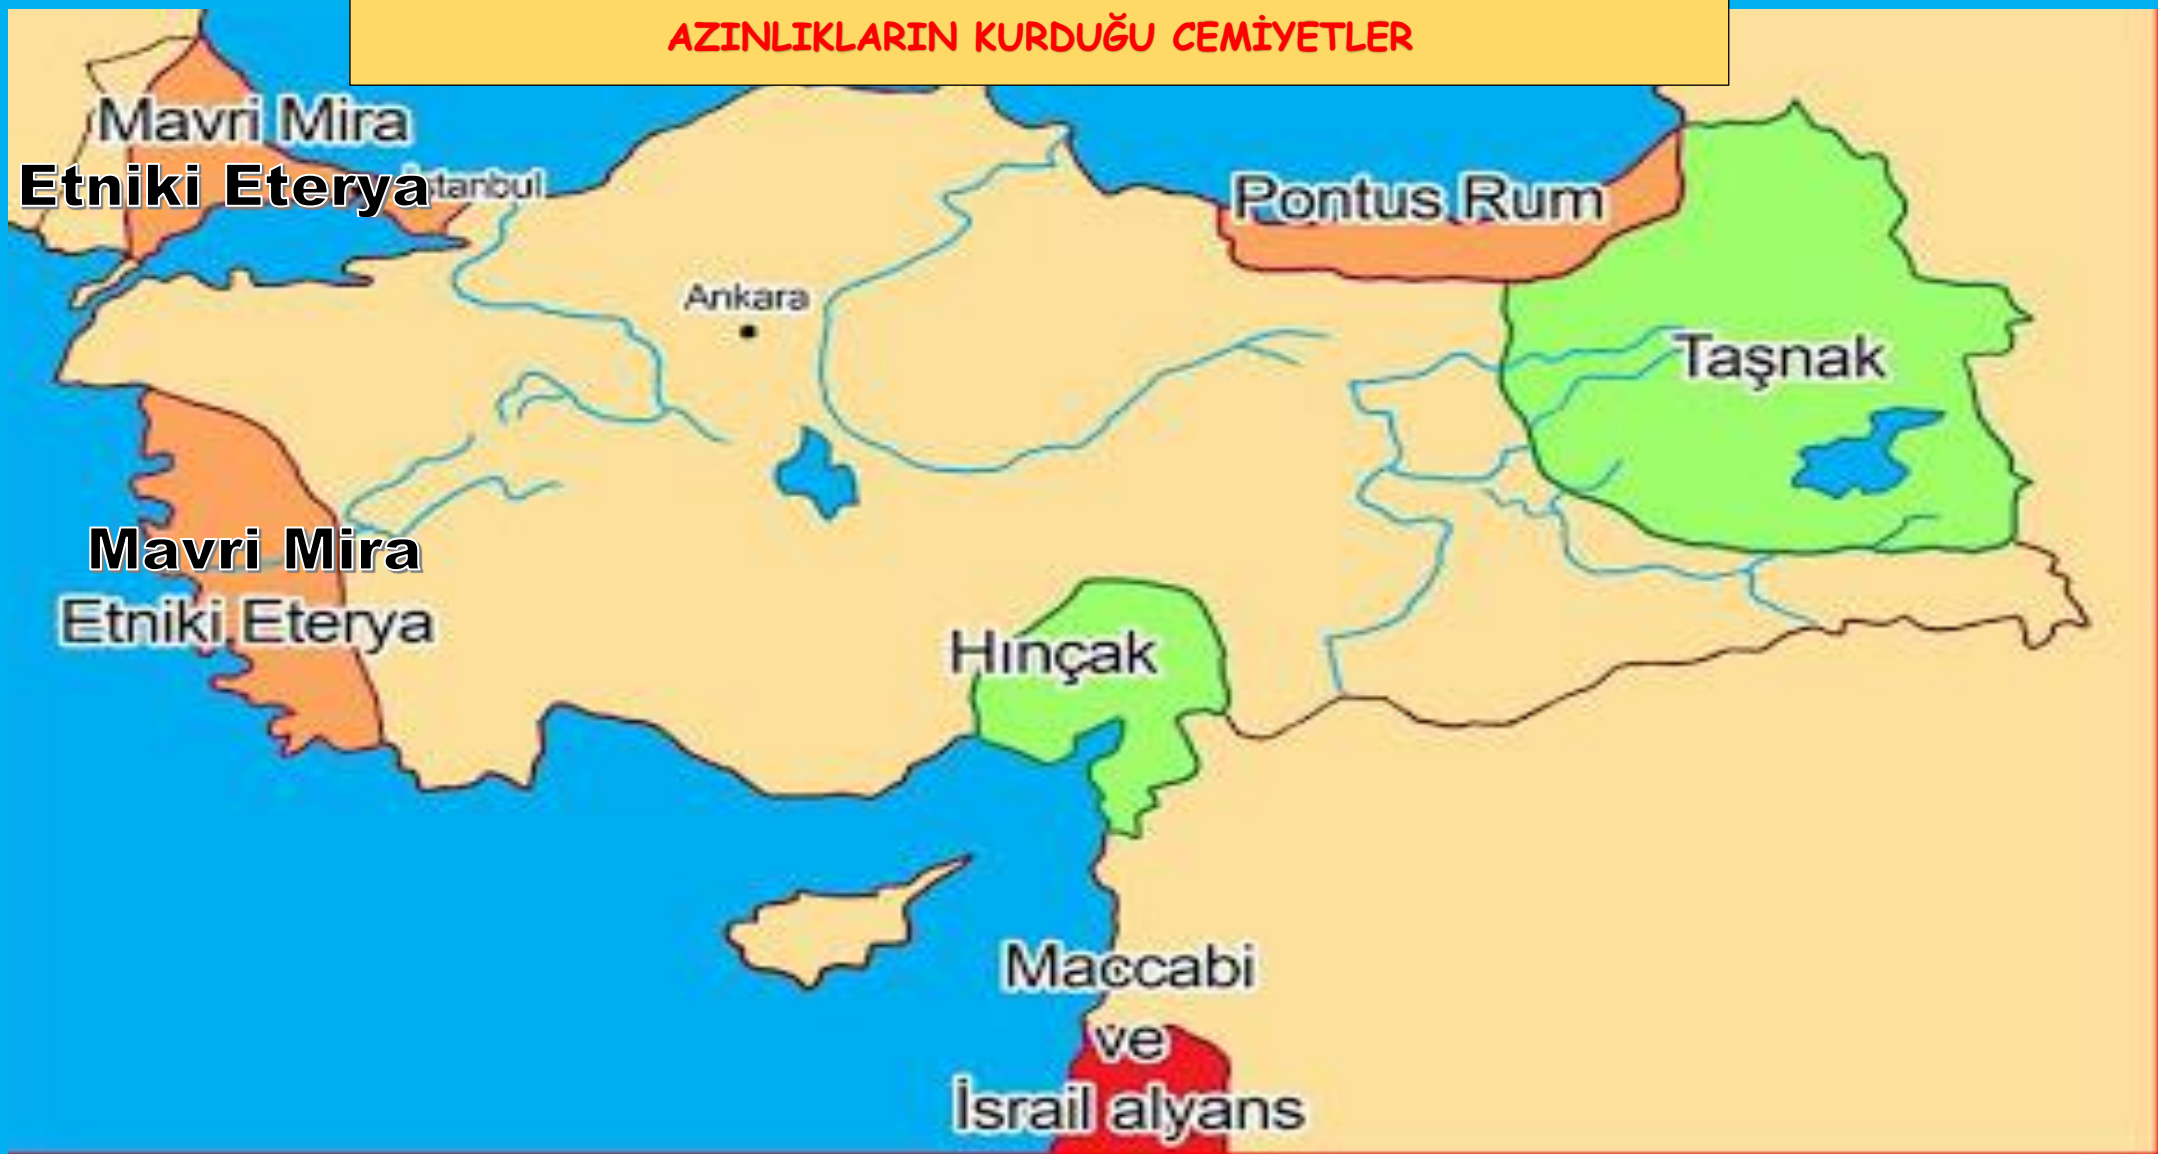 AZINLIKLARIN KURDUĞU CEMİYETLER
Mavri Mira
Etniki Eterya
tanbul
Pontus Rum
Ankara
Taşnak
Mavri Mira
Etniki Eterya
Hınçak
Maccabi
ve
İsrail alyans